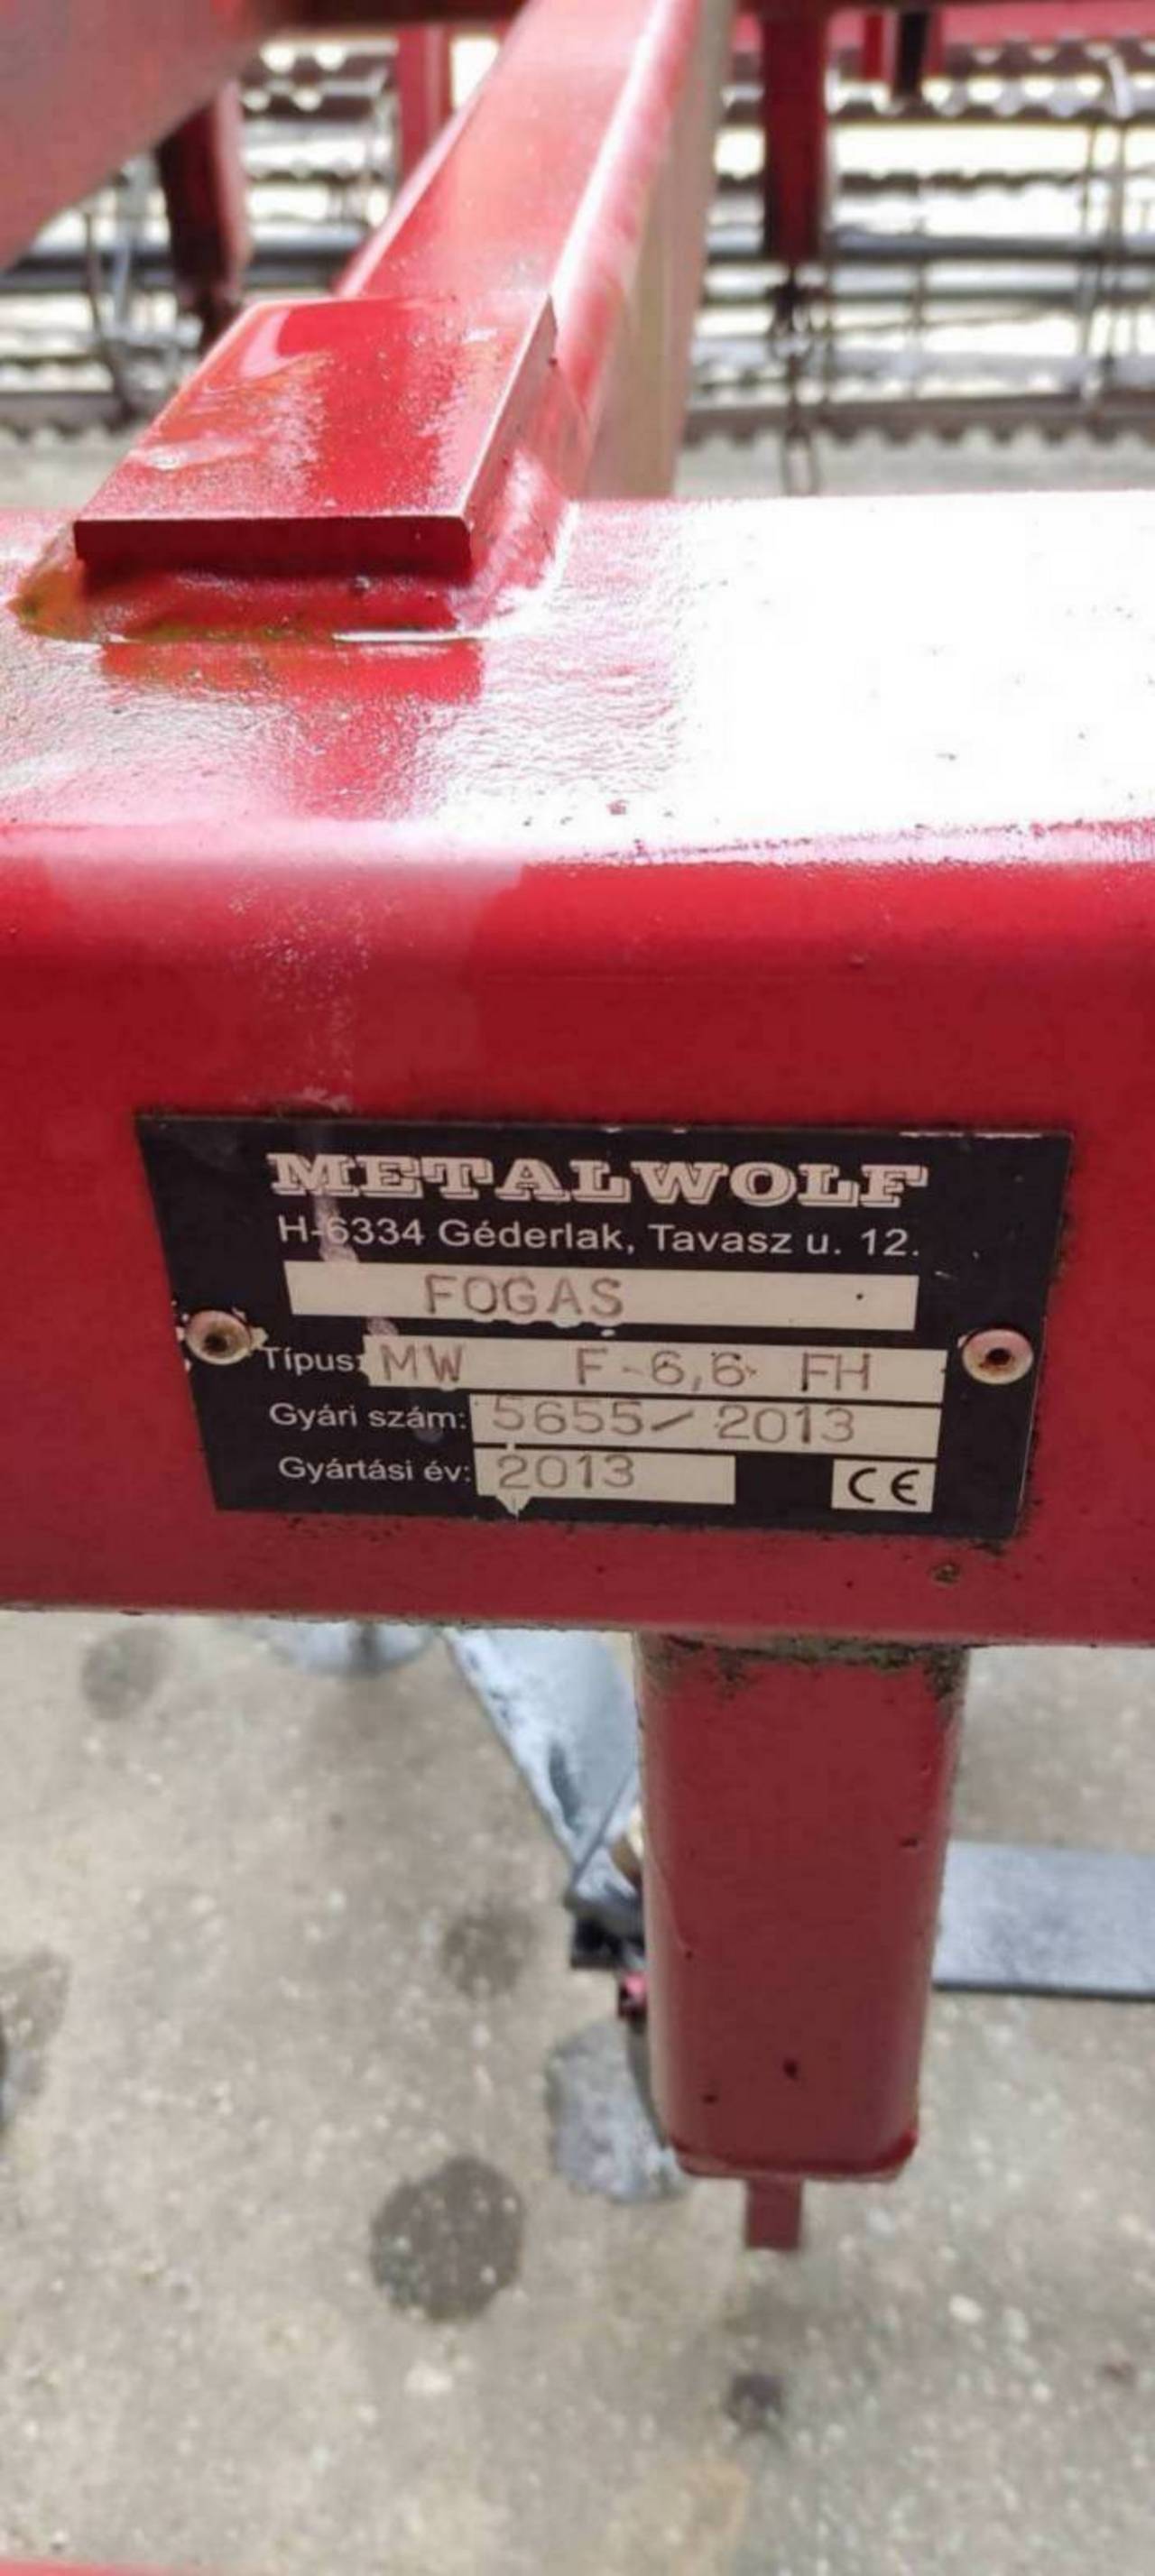 METALWOLF
H-6334 Géderlak, Tavasz u. 12.
FOGAS
Típus: MW F-6,6 FH
Gyári szám: 5655/2013
Gyártási év: 2013 CE